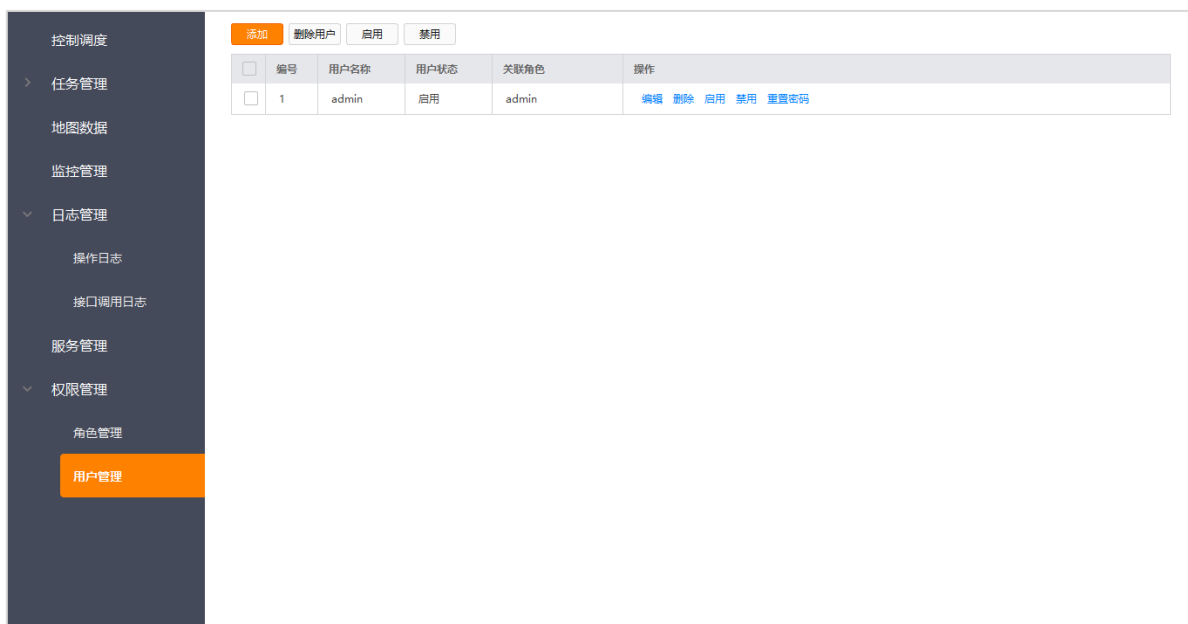 控制调度
任务管理
地图数据
监控管理
日志管理
操作日志
接口调用日志
服务管理
权限管理
角色管理
用户管理
添加 删除用户 启用 禁用
编号 用户名称 用户状态 关联角色 操作
1 admin 启用 admin 编辑 删除 启用 禁用 重置密码